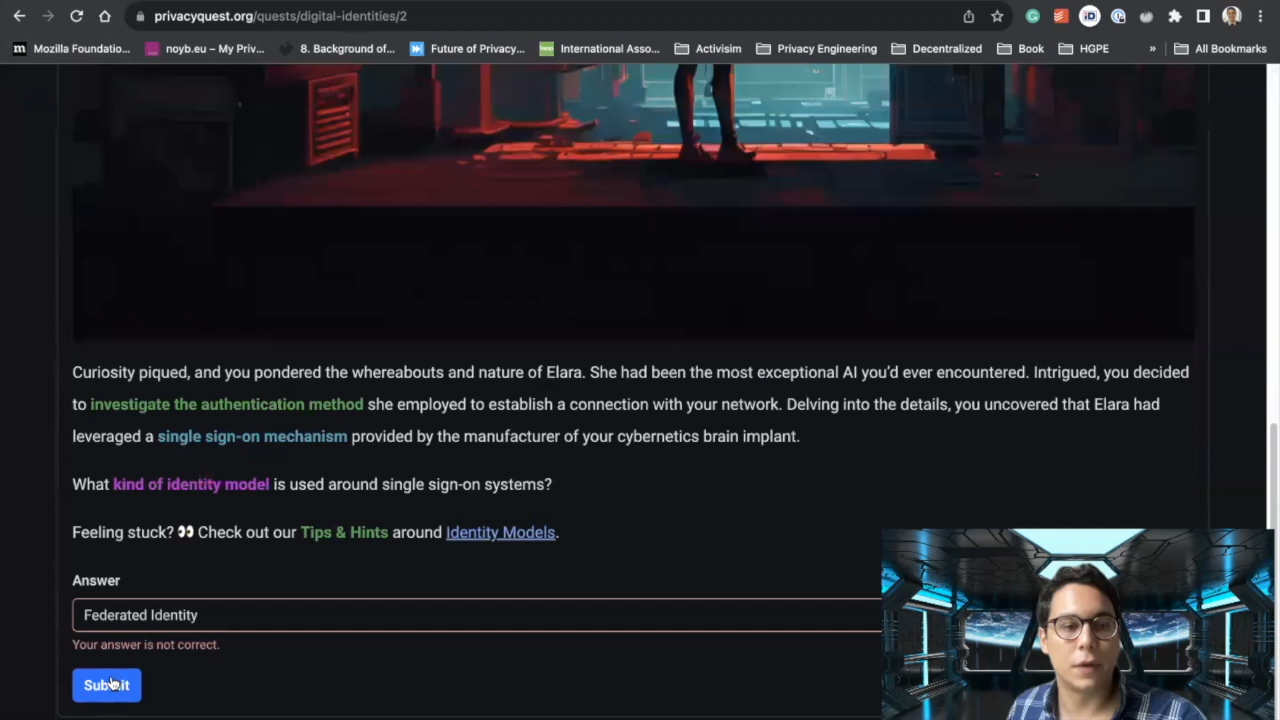 privacyquest.org/quests/digital-identities/2
Mozilla Foundatio... noyb.eu – My Priv... 8. Background of... Future of Privacy... International Asso... Activisim Privacy Engineering Decentralized Book HGPE » All Bookmarks
Curiosity piqued, and you pondered the whereabouts and nature of Elara. She had been the most exceptional AI you'd ever encountered. Intrigued, you decided
to investigate the authentication method she employed to establish a connection with your network. Delving into the details, you uncovered that Elara had
leveraged a single sign-on mechanism provided by the manufacturer of your cybernetics brain implant.
What kind of identity model is used around single sign-on systems?
Feeling stuck? 👀 Check out our Tips & Hints around Identity Models.
Answer
Federated Identity
Your answer is not correct.
Submit